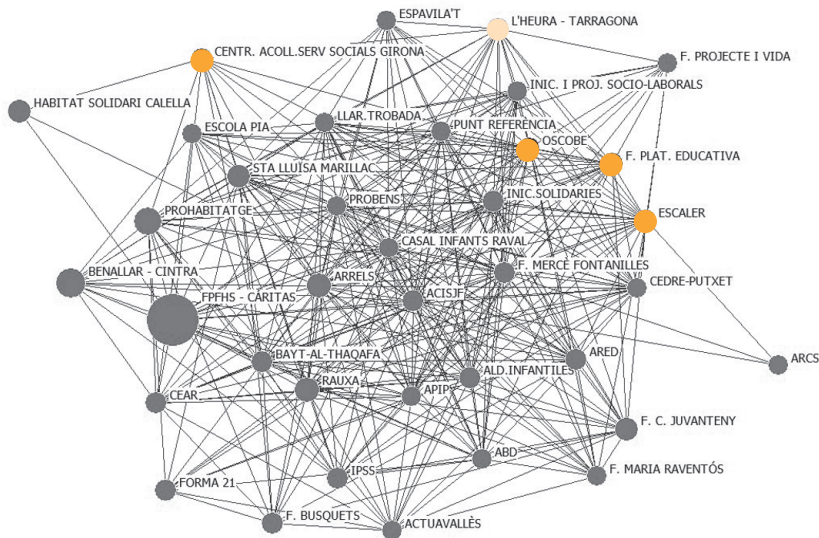 ESPAVILA'T
L'HEURA - TARRAGONA
CENTR. ACOLL.SERV SOCIALS GIRONA
F. PROJECTE I VIDA
INIC. I PROJ. SOCIO-LABORALS
HABITAT SOLIDARI CALELLA
LLAR.TROBADA
PUNT REFERÈNCIA
ESCOLA PIA
OSCOBE
F. PLAT. EDUCATIVA
STA LLUISA MARILLAC
INIC.SOLIDARIES
PROBENS
PROHABITATGE
ESCALER
CASAL INFANTS RAVAL
F. MERCÈ FONTANILLES
BENALLAR - CINTRA
ARRELS
CEDRE-PUTXET
FPFHS - CÀRITAS
ACISJF
BAYT-AL-THAQAFA
ARED
ARCS
ALD.INFANTILES
RAUXA
APIP
CEAR
F. C. JUVANTENY
ABD
F. MARIA RAVENTÓS
IPSS
FORMA 21
F. BUSQUETS
ACTUAVALLÈS